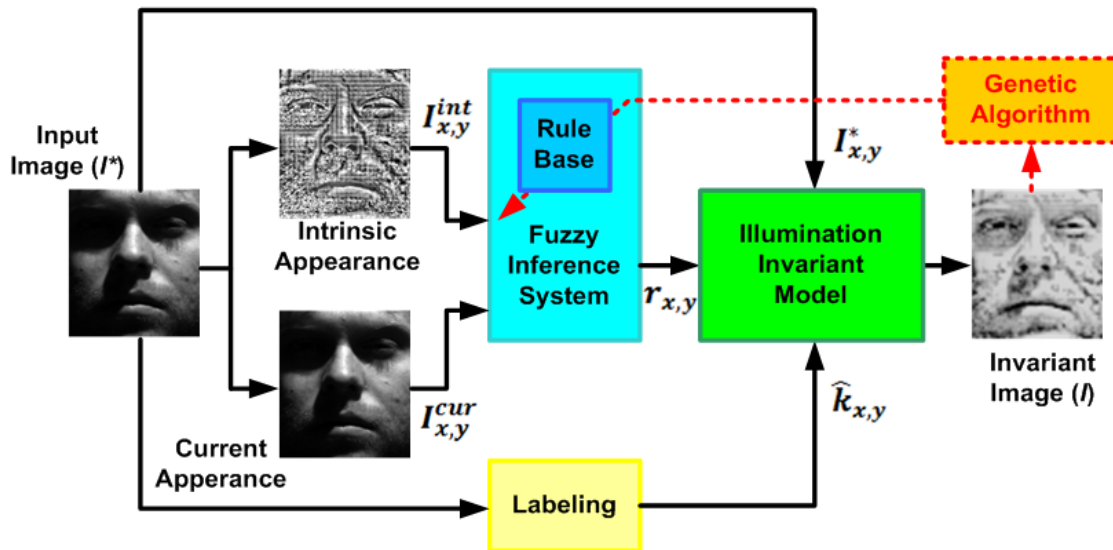 Input
Image (I*)
Intrinsic
Appearance
I^{int}_{x,y}
Current
Apperance
I^{cur}_{x,y}
Rule
Base
Fuzzy
Inference
System
r_{x,y}
Labeling
I^{*}_{x,y}
Illumination
Invariant
Model
\hat{k}_{x,y}
Genetic
Algorithm
Invariant
Image (I)